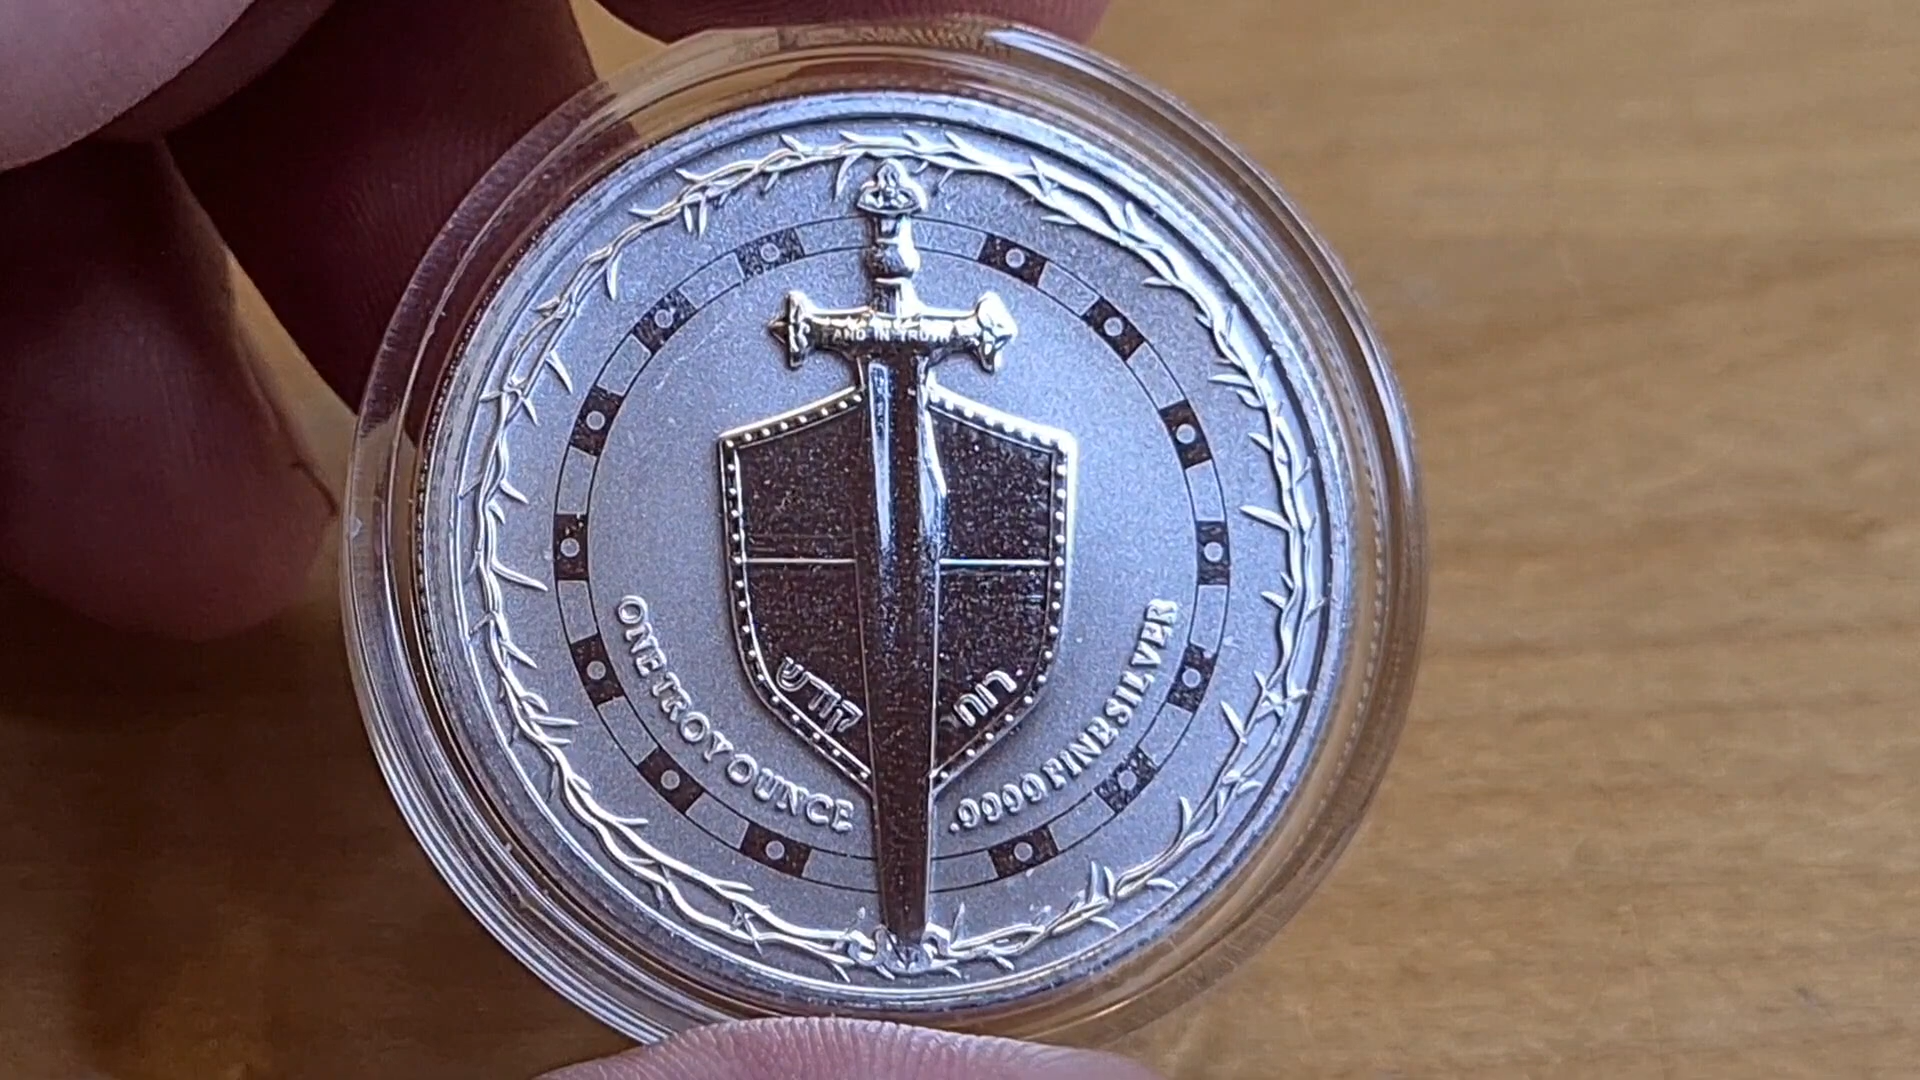 AND IN TRUTH
רוח
קודש
ONE TROY OUNCE
.9999 FINE SILVER